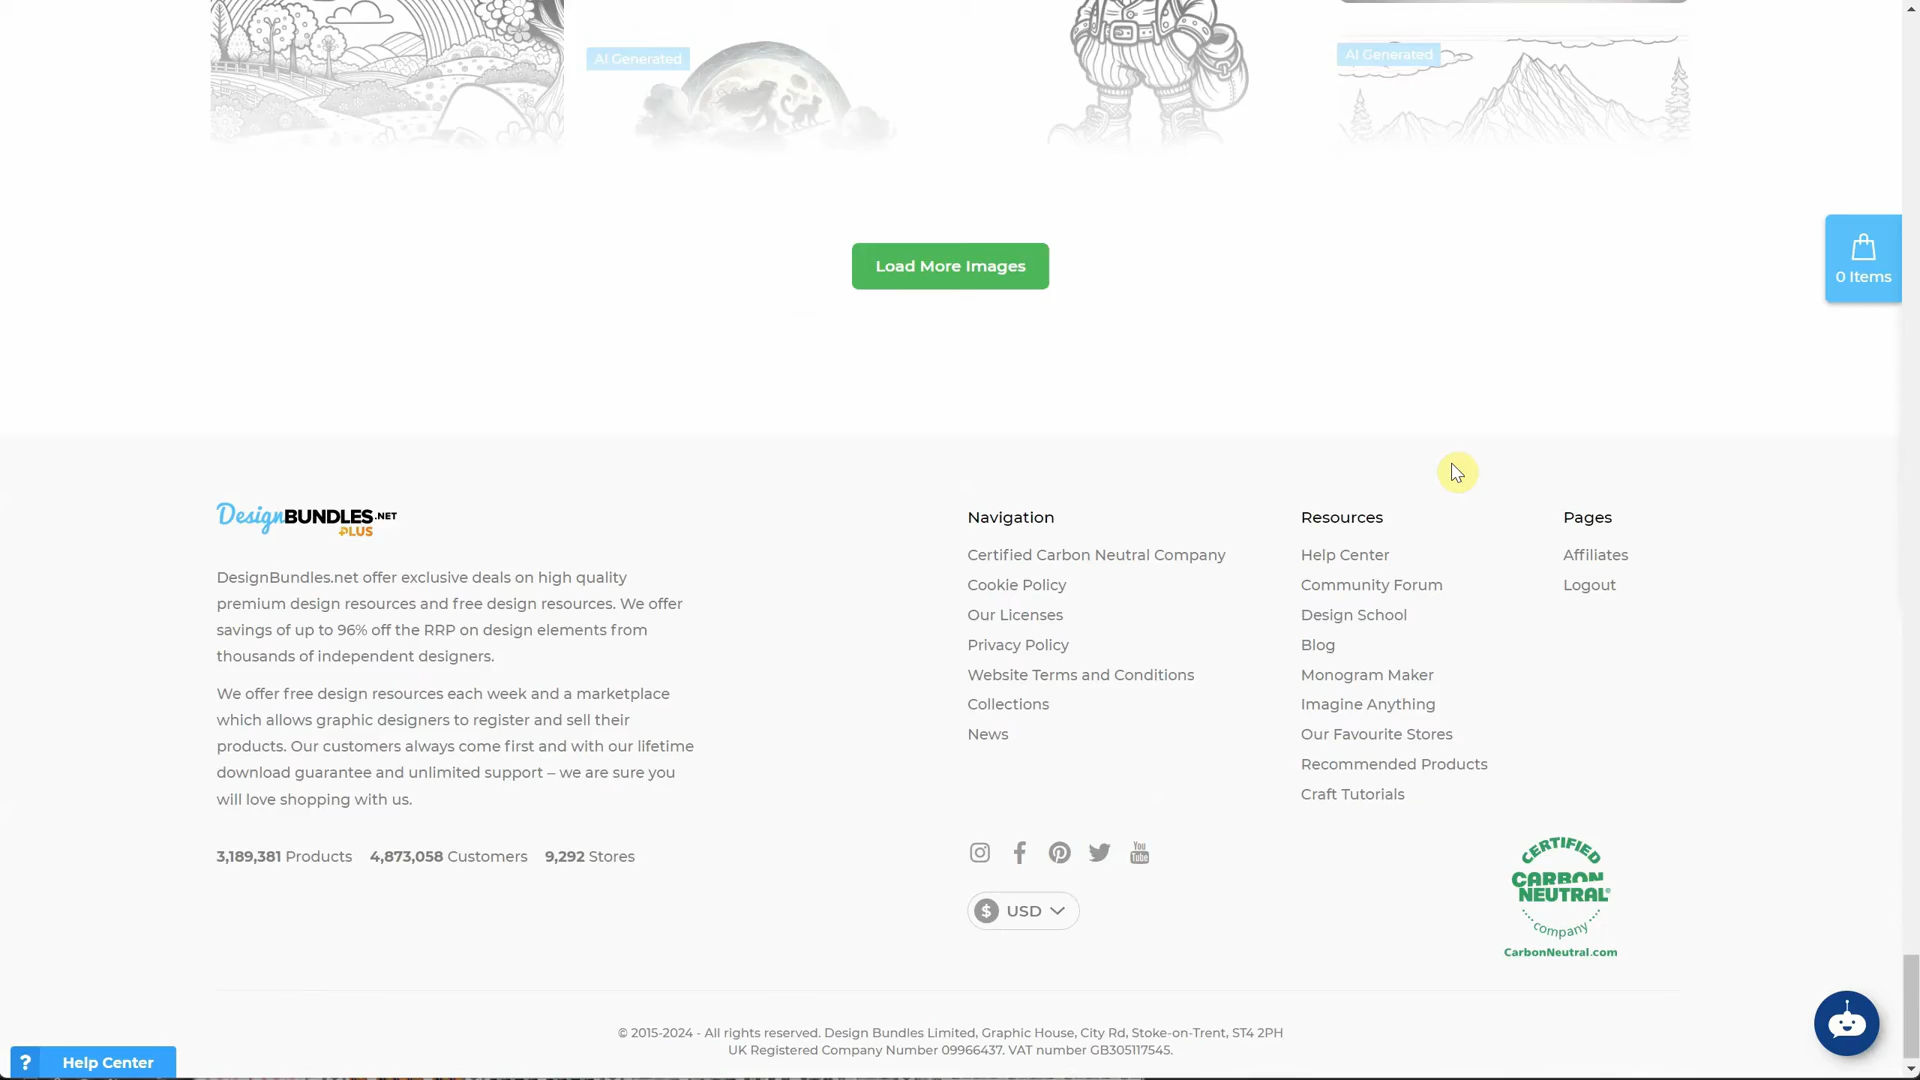 AI Generated
AI Generated
Load More Images
0 Items
DesignBUNDLES.NET
PLUS
DesignBundles.net offer exclusive deals on high quality
premium design resources and free design resources. We offer
savings of up to 96% off the RRP on design elements from
thousands of independent designers.
We offer free design resources each week and a marketplace
which allows graphic designers to register and sell their
products. Our customers always come first and with our lifetime
download guarantee and unlimited support – we are sure you
will love shopping with us.
3,189,381 Products 4,873,058 Customers 9,292 Stores
Navigation
Certified Carbon Neutral Company
Cookie Policy
Our Licenses
Privacy Policy
Website Terms and Conditions
Collections
News
Resources
Help Center
Community Forum
Design School
Blog
Monogram Maker
Imagine Anything
Our Favourite Stores
Recommended Products
Craft Tutorials
Pages
Affiliates
Logout
You
Tube
$ USD
CERTIFIED
CARBON
NEUTRAL®
company
CarbonNeutral.com
© 2015-2024 - All rights reserved. Design Bundles Limited, Graphic House, City Rd, Stoke-on-Trent, ST4 2PH
UK Registered Company Number 09966437. VAT number GB305117545.
? Help Center